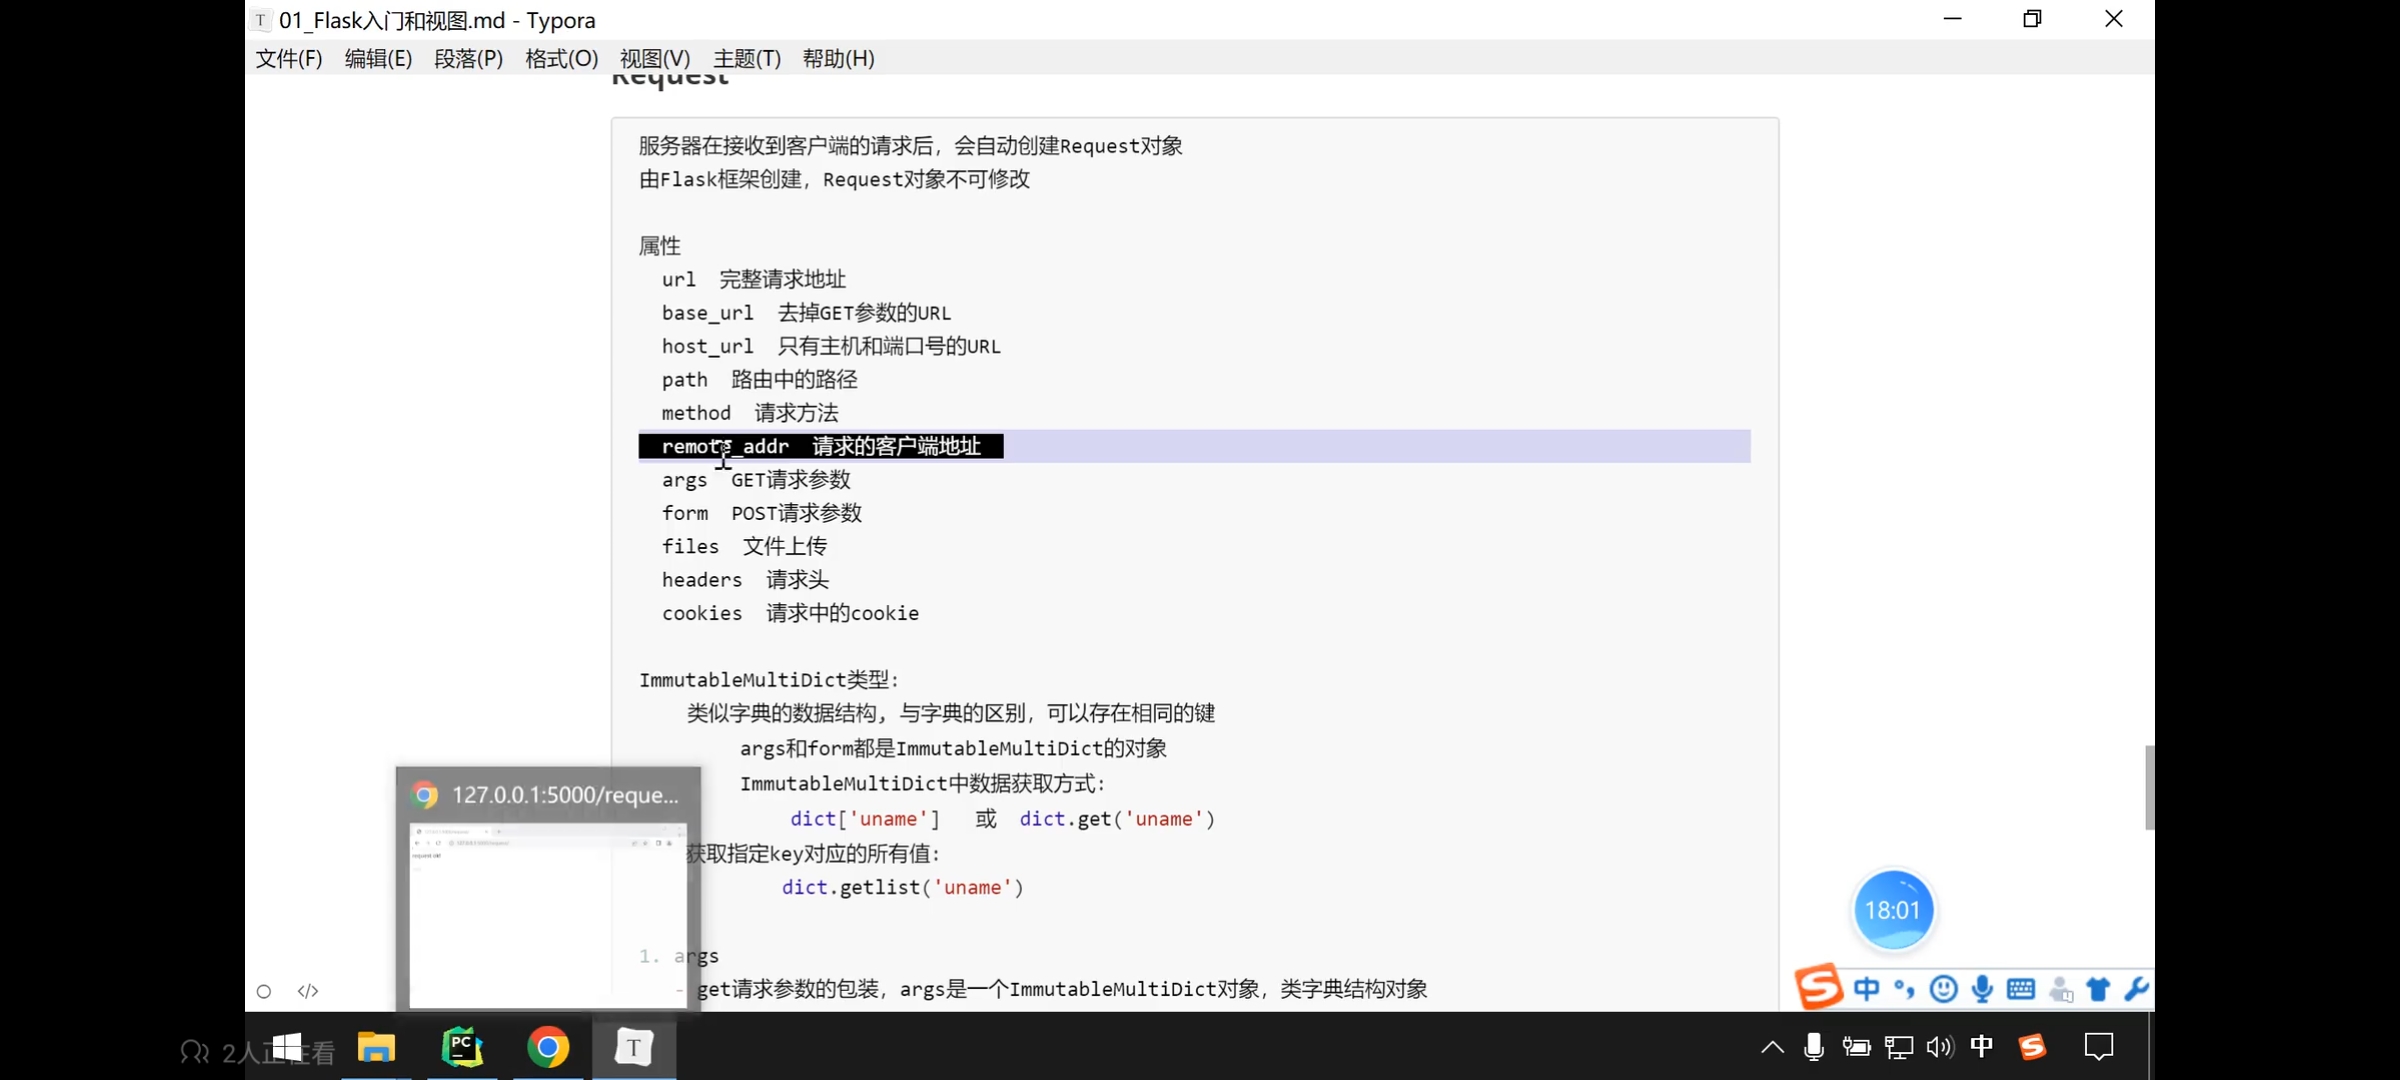 01_Flask入门和视图.md - Typora
文件(F) 编辑(E) 段落(P) 格式(O) 视图(V) 主题(T) 帮助(H)
Request
服务器在接收到客户端的请求后，会自动创建Request对象
由Flask框架创建，Request对象不可修改
属性
url 完整请求地址
base_url 去掉GET参数的URL
host_url 只有主机和端口号的URL
path 路由中的路径
method 请求方法
remote_addr 请求的客户端地址
args GET请求参数
form POST请求参数
files 文件上传
headers 请求头
cookies 请求中的cookie
ImmutableMultiDict类型：
类似字典的数据结构，与字典的区别，可以存在相同的键
args和form都是ImmutableMultiDict的对象
ImmutableMultiDict中数据获取方式：
dict['uname'] 或 dict.get('uname')
获取指定key对应的所有值：
dict.getlist('uname')
1. args
- get请求参数的包装，args是一个ImmutableMultiDict对象，类字典结构对象
127.0.0.1:5000/reque...
18:01
中
2人正在看
PC
T
中